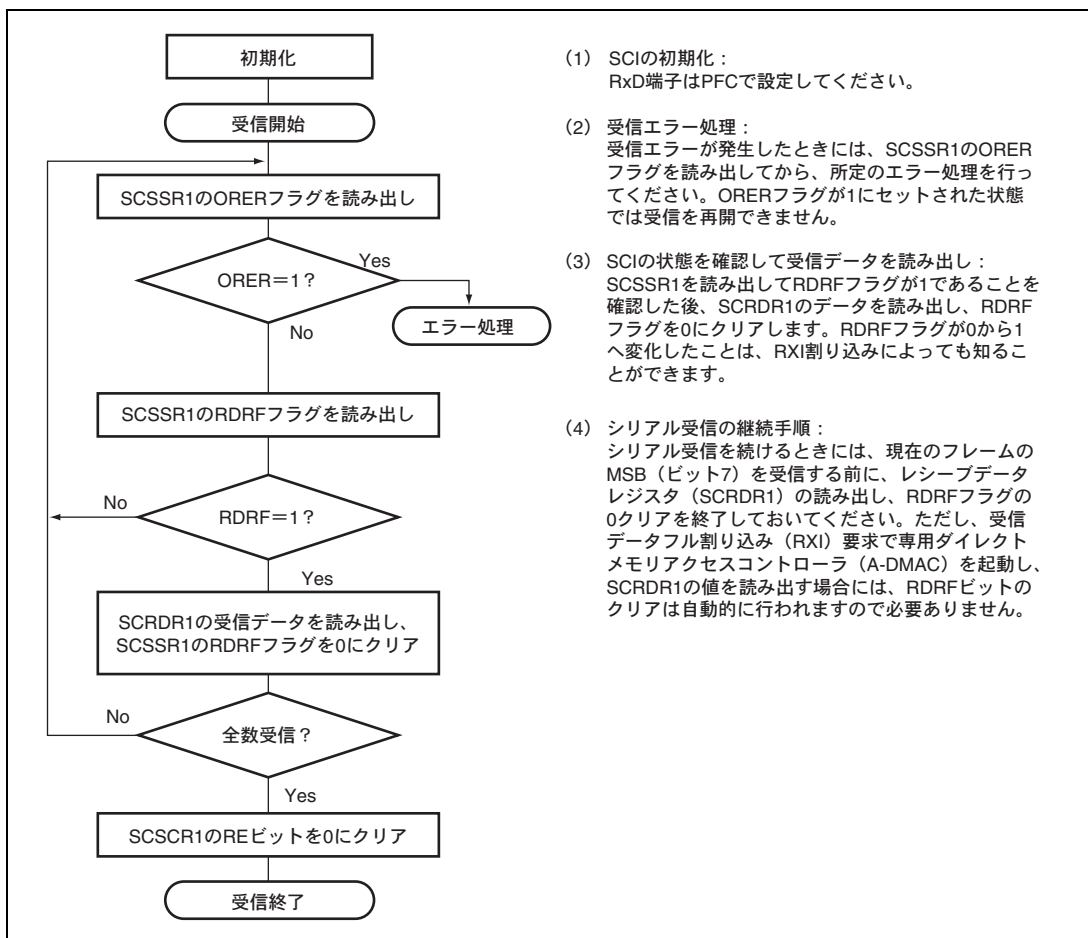 初期化
受信開始
SCSSR1のORERフラグを読み出し
ORER＝1？
Yes
エラー処理
No
SCSSR1のRDRFフラグを読み出し
RDRF＝1？
No
Yes
SCRDR1の受信データを読み出し、
SCSSR1のRDRFフラグを0にクリア
全数受信？
No
Yes
SCSCR1のREビットを0にクリア
受信終了
（1） SCIの初期化：
RxD端子はPFCで設定してください。
（2） 受信エラー処理：
受信エラーが発生したときには、SCSSR1のORER
フラグを読み出してから、所定のエラー処理を行っ
てください。ORERフラグが1にセットされた状態
では受信を再開できません。
（3） SCIの状態を確認して受信データを読み出し：
SCSSR1を読み出してRDRFフラグが1であることを
確認した後、SCRDR1のデータを読み出し、RDRF
フラグを0にクリアします。RDRFフラグが0から1
へ変化したことは、RXI割り込みによっても知るこ
とができます。
（4） シリアル受信の継続手順：
シリアル受信を続けるときには、現在のフレームの
MSB（ビット7）を受信する前に、レシーブデータ
レジスタ（SCRDR1）の読み出し、RDRFフラグの
0クリアを終了しておいてください。ただし、受信
データフル割り込み（RXI）要求で専用ダイレクト
メモリアクセスコントローラ（A-DMAC）を起動し、
SCRDR1の値を読み出す場合には、RDRFビットの
クリアは自動的に行われますので必要ありません。